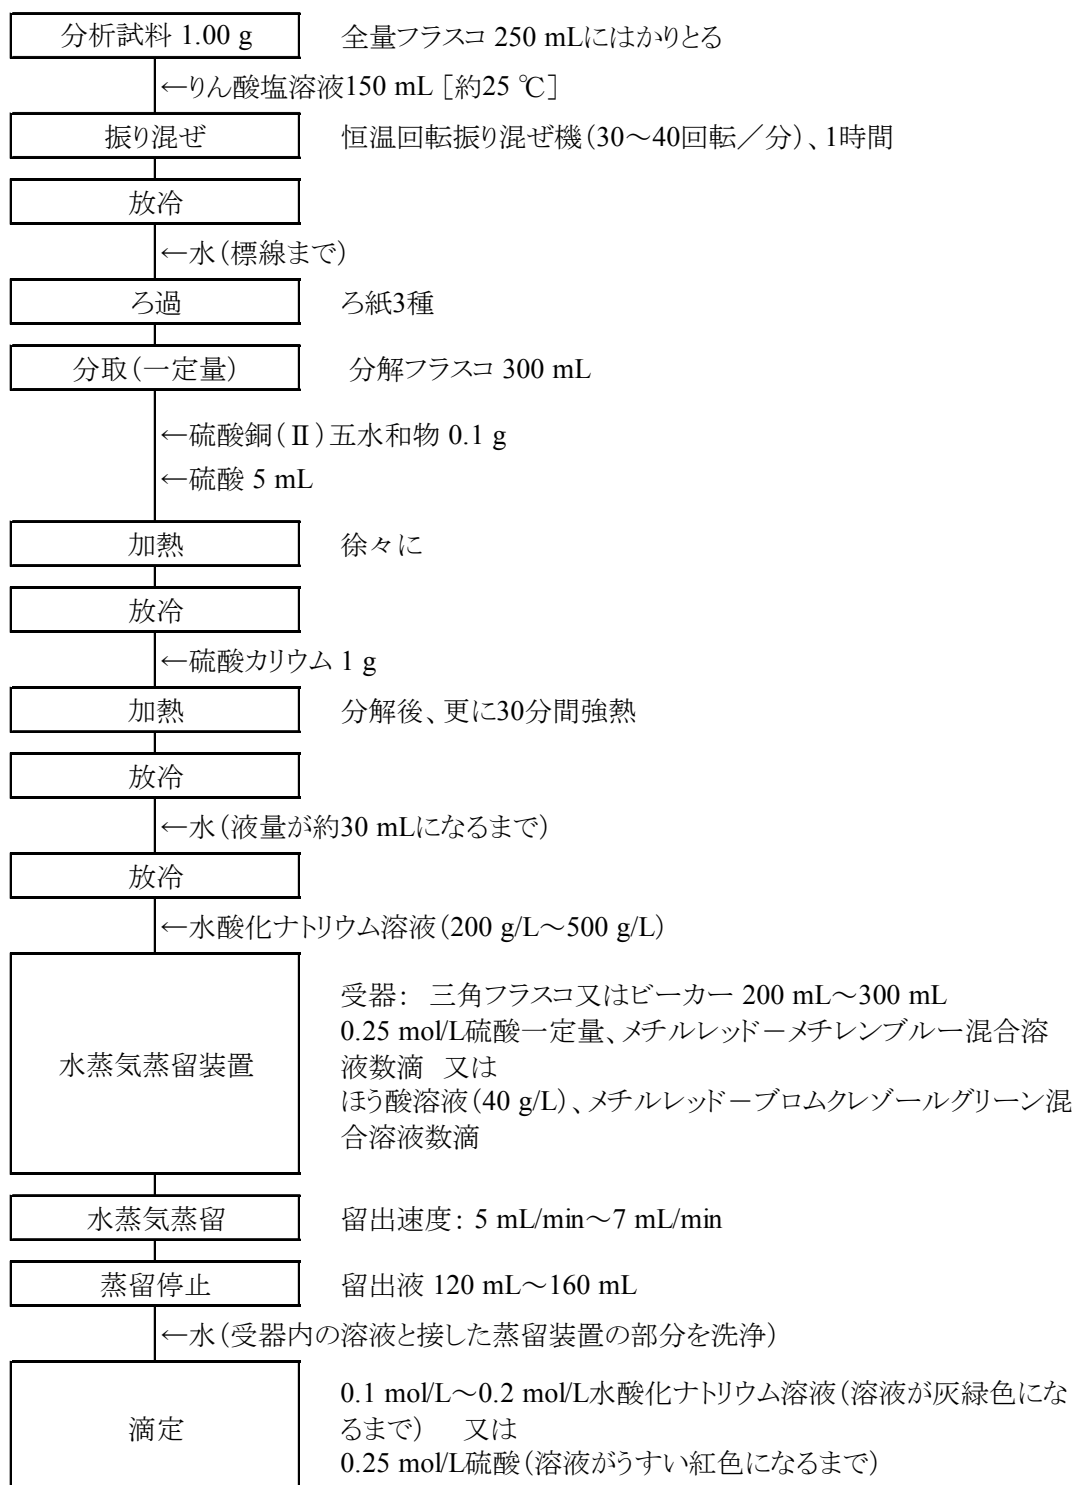 分析試料 1.00 g 全量フラスコ 250 mLにはかりとる
←りん酸塩溶液150 mL [約25 ℃]
振り混ぜ 恒温回転振り混ぜ機(30～40回転／分)、1時間
放冷
←水(標線まで)
ろ過 ろ紙3種
分取(一定量) 分解フラスコ 300 mL
←硫酸銅(Ⅱ)五水和物 0.1 g
←硫酸 5 mL
加熱 徐々に
放冷
←硫酸カリウム 1 g
加熱 分解後、更に30分間強熱
放冷
←水(液量が約30 mLになるまで)
放冷
←水酸化ナトリウム溶液(200 g/L～500 g/L)
水蒸気蒸留装置
受器： 三角フラスコ又はビーカー 200 mL～300 mL
0.25 mol/L硫酸一定量、メチルレッド－メチレンブルー混合溶
液数滴 又は
ほう酸溶液(40 g/L)、メチルレッド－ブロムクレゾールグリーン混
合溶液数滴
水蒸気蒸留 留出速度： 5 mL/min～7 mL/min
蒸留停止 留出液 120 mL～160 mL
←水(受器内の溶液と接した蒸留装置の部分を洗浄)
滴定
0.1 mol/L～0.2 mol/L水酸化ナトリウム溶液(溶液が灰緑色にな
るまで) 又は
0.25 mol/L硫酸(溶液がうすい紅色になるまで)